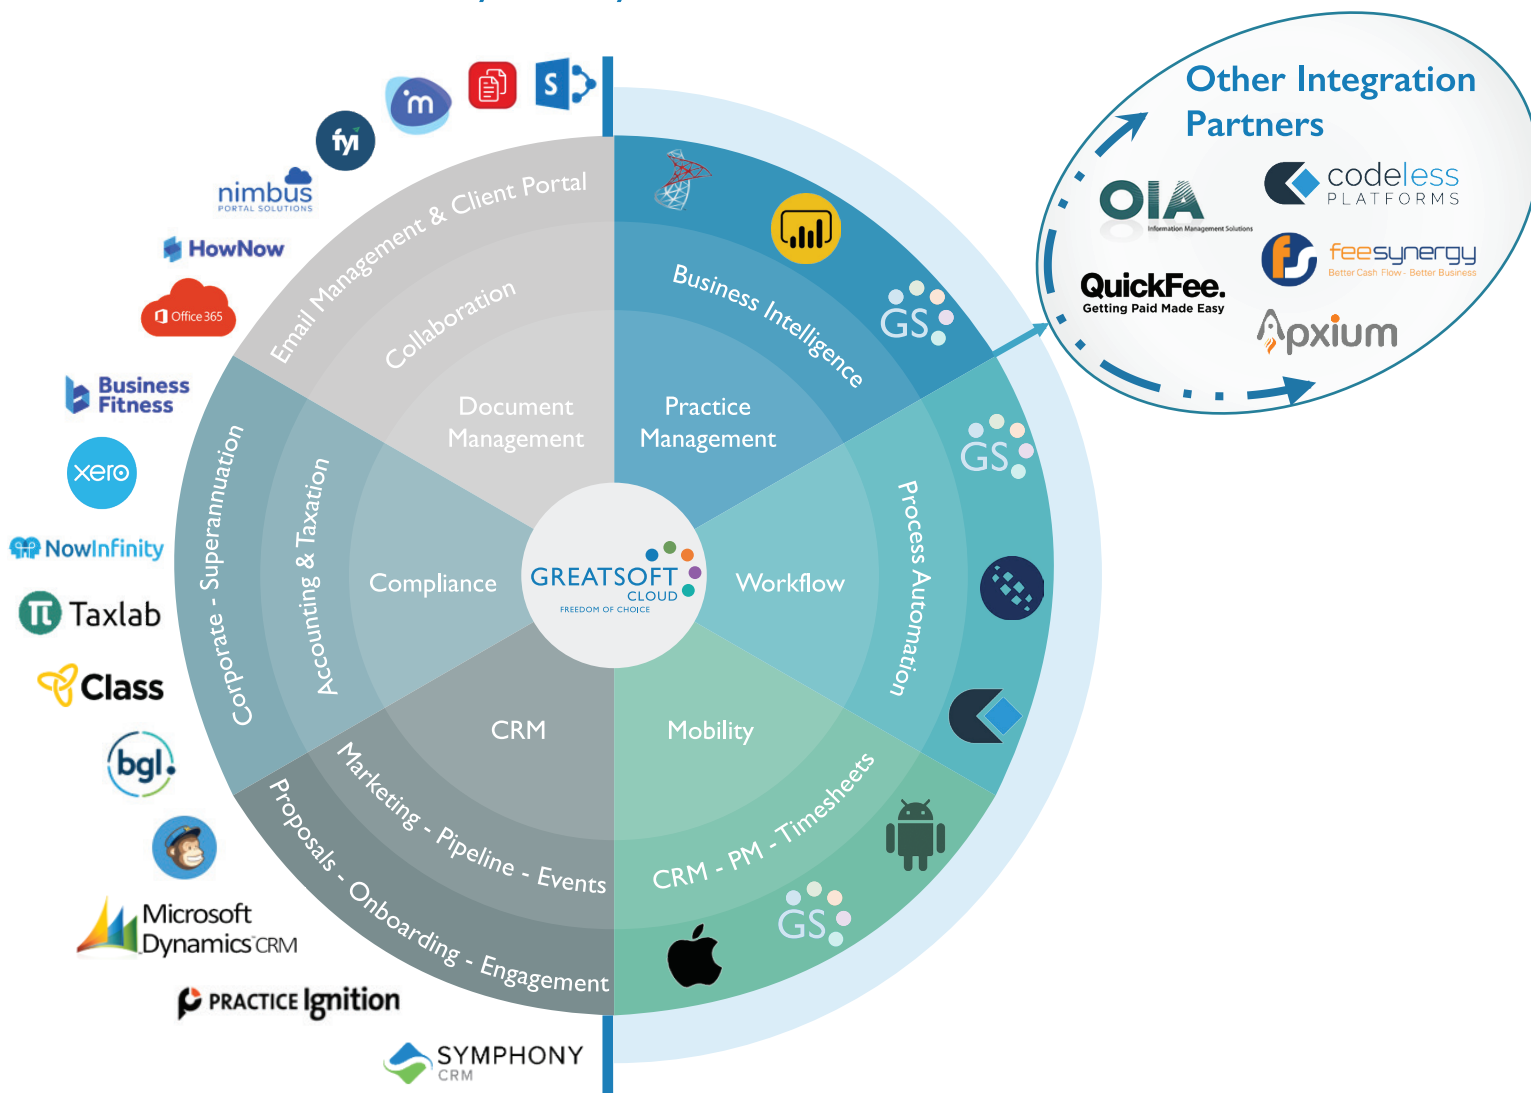 Other Integration
Partners
OIA
Information Management Solutions
codeless
PLATFORMS
QuickFee.
Getting Paid Made Easy
feesynergy
Better Cash Flow - Better Business
Apxium
S
m
fyi
nimbus
PORTAL SOLUTIONS
HowNow
Office 365
Business
Fitness
xero
NowInfinity
Taxlab
Class
bgl.
Microsoft
Dynamics CRM
PRACTICE Ignition
SYMPHONY
CRM
Email Management & Client Portal
Collaboration
Document
Management
Business Intelligence
Practice
Management
GS
GS
Process Automation
Workflow
Corporate - Superannuation
Accounting & Taxation
Compliance
GREATSOFT
CLOUD
FREEDOM OF CHOICE
CRM
Marketing - Pipeline - Events
Proposals - Onboarding - Engagement
Mobility
CRM - PM - Timesheets
GS